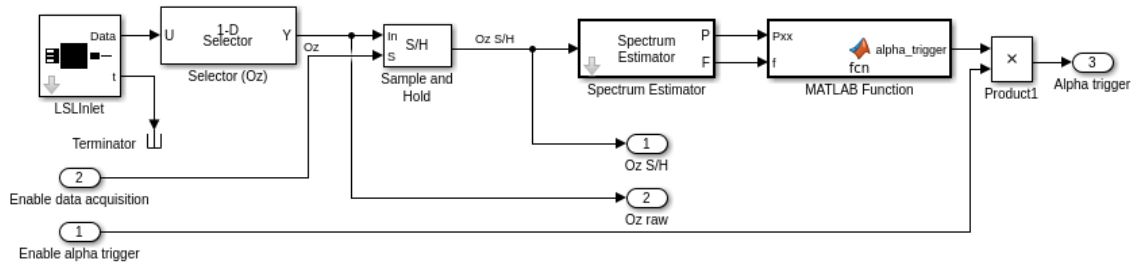 Data
t
LSLInlet
Terminator
U
1-D
Selector
Y
Selector (Oz)
Oz
In
S
S/H
Sample and
Hold
Oz S/H
Spectrum
Estimator
P
F
Spectrum Estimator
Pxx
f
fcn
alpha_trigger
MATLAB Function
×
Product1
3
Alpha trigger
1
Oz S/H
2
Enable data acquisition
2
Oz raw
1
Enable alpha trigger